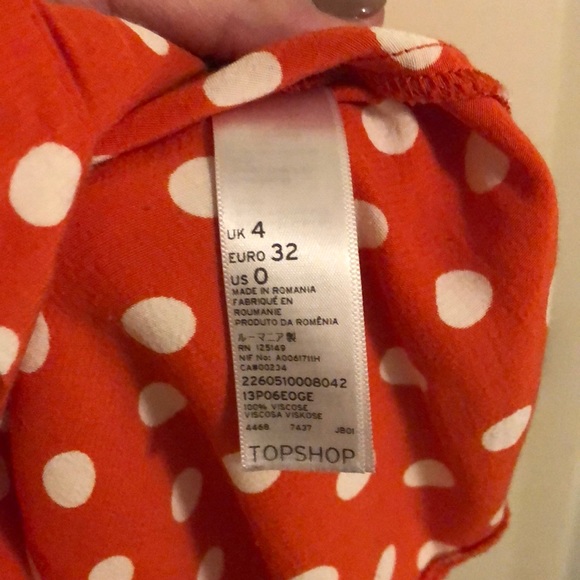 UK 4
EURO 32
US 0
MADE IN ROMANIA
FABRIQUÉ EN
ROUMANIE
PRODUTO DA ROMÊNIA
ルーマニア製
RN 125149
NIF No: A0061711H
CA#00234
2260510008042
13P06EOGE
100% VISCOSE
VISCOSA VISKOSE
4468 7437 JB01
TOPSHOP